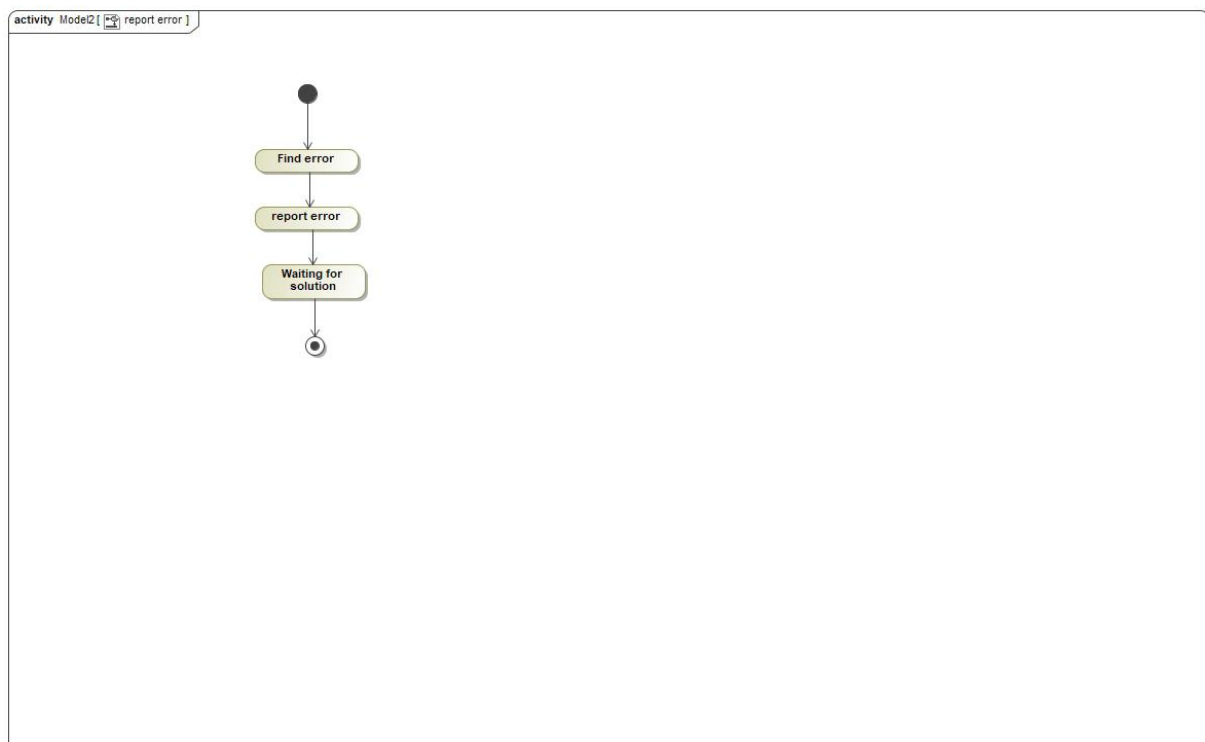 activity Model2 [ report error ]
Find error
report error
Waiting for
solution